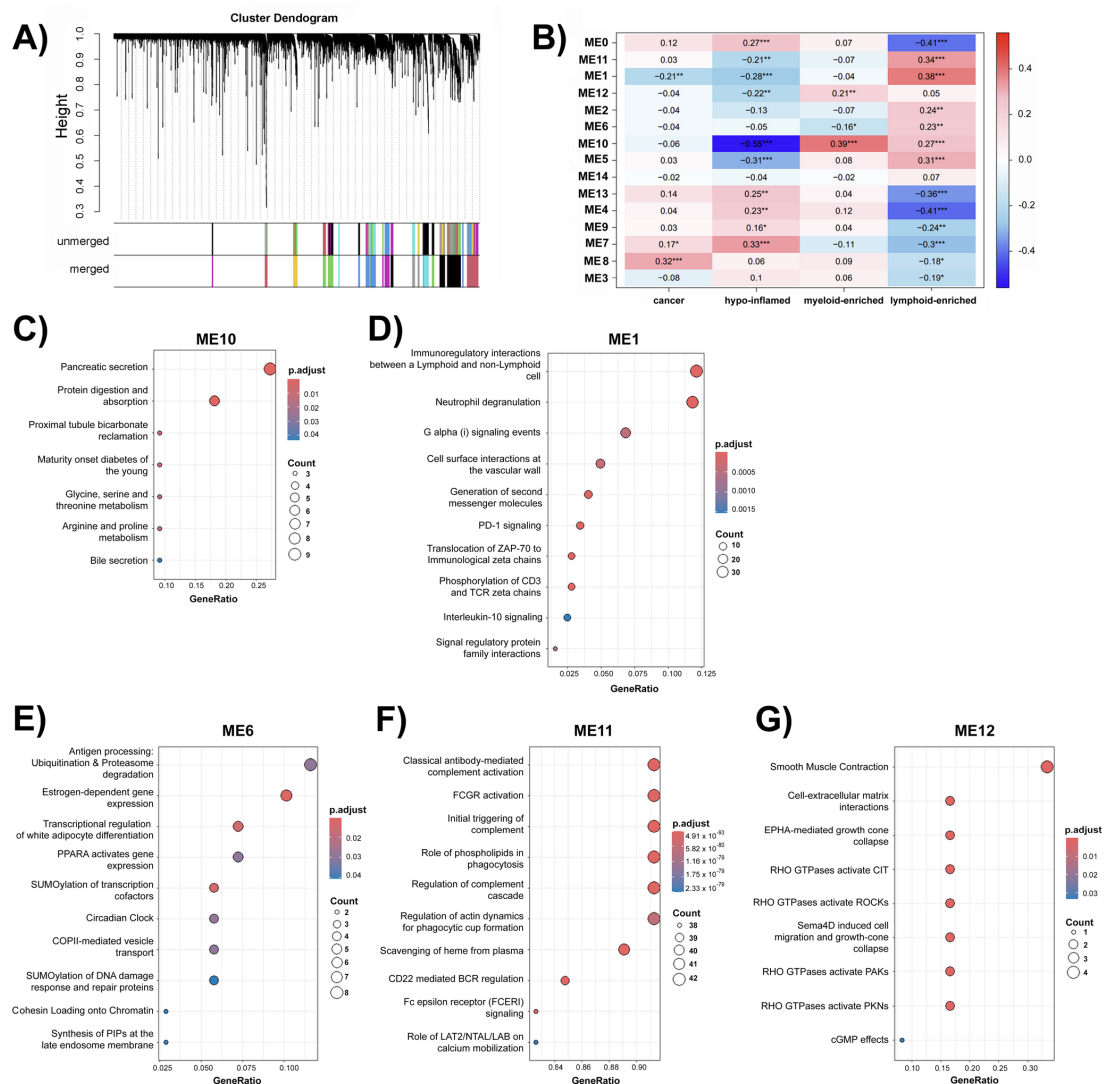 A)
Cluster Dendogram
Height
1.0
0.9
0.8
0.7
0.6
0.5
0.4
0.3
unmerged
merged
B)
ME0 0.12 0.27*** 0.07 −0.41***
ME11 0.03 −0.21** −0.07 0.34***
ME1 −0.21** −0.28*** −0.04 0.38***
ME12 −0.04 −0.22** 0.21** 0.05
ME2 −0.04 −0.13 −0.07 0.24**
ME6 −0.04 −0.05 −0.16* 0.23**
ME10 −0.06 −0.55*** 0.39*** 0.27***
ME5 0.03 −0.31*** 0.08 0.31***
ME14 −0.02 −0.04 −0.02 0.07
ME13 0.14 0.25** 0.04 −0.36***
ME4 0.04 0.23** 0.12 −0.41***
ME9 0.03 0.16* 0.04 −0.24**
ME7 0.17* 0.33*** −0.11 −0.3***
ME8 0.32*** 0.06 0.09 −0.18*
ME3 −0.08 0.1 0.06 −0.19*
cancer hypo-inflamed myeloid-enriched lymphoid-enriched
0.4
0.2
0.0
−0.2
−0.4
C)
ME10
Pancreatic secretion
Protein digestion and
absorption
Proximal tubule bicarbonate
reclamation
Maturity onset diabetes of
the young
Glycine, serine and
threonine metabolism
Arginine and proline
metabolism
Bile secretion
0.10 0.15 0.20 0.25
GeneRatio
p.adjust
0.01
0.02
0.03
0.04
Count
3
4
5
6
7
8
9
D)
ME1
Immunoregulatory interactions
between a Lymphoid and non-Lymphoid
cell
Neutrophil degranulation
G alpha (i) signaling events
Cell surface interactions at
the vascular wall
Generation of second
messenger molecules
PD-1 signaling
Translocation of ZAP-70 to
Immunological zeta chains
Phosphorylation of CD3
and TCR zeta chains
Interleukin-10 signaling
Signal regulatory protein
family interactions
0.025 0.050 0.075 0.100 0.125
GeneRatio
p.adjust
0.0005
0.0010
0.0015
Count
10
20
30
E)
ME6
Antigen processing:
Ubiquitination & Proteasome
degradation
Estrogen-dependent gene
expression
Transcriptional regulation
of white adipocyte differentiation
PPARA activates gene
expression
SUMOylation of transcription
cofactors
Circadian Clock
COPII-mediated vesicle
transport
SUMOylation of DNA damage
response and repair proteins
Cohesin Loading onto Chromatin
Synthesis of PIPs at the
late endosome membrane
0.025 0.050 0.075 0.100
GeneRatio
p.adjust
0.01
0.02
0.03
0.04
Count
2
3
4
5
6
7
8
F)
ME11
Classical antibody-mediated
complement activation
FCGR activation
Initial triggering of
complement
Role of phospholipids in
phagocytosis
Regulation of complement
cascade
Regulation of actin dynamics
for phagocytic cup formation
Scavenging of heme from plasma
CD22 mediated BCR regulation
Fc epsilon receptor (FCERI)
signaling
Role of LAT2/NTAL/LAB on
calcium mobilization
0.84 0.86 0.88 0.90
GeneRatio
p.adjust
4.91 x 10-93
5.82 x 10-80
1.16 x 10-79
1.75 x 10-79
2.33 x 10-79
Count
38
39
40
41
42
G)
ME12
Smooth Muscle Contraction
Cell-extracellular matrix
interactions
EPHA-mediated growth cone
collapse
RHO GTPases activate CIT
RHO GTPases activate ROCKs
Sema4D induced cell
migration and growth-cone
collapse
RHO GTPases activate PAKs
RHO GTPases activate PKNs
cGMP effects
0.10 0.15 0.20 0.25 0.30
GeneRatio
p.adjust
0.01
0.02
0.03
Count
1
2
3
4